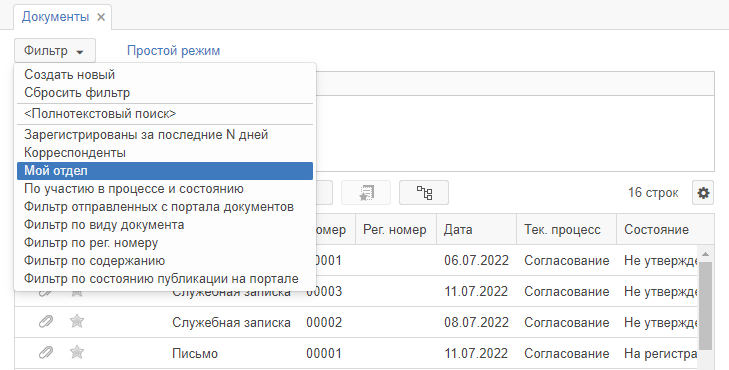 Документы ×
Фильтр Простой режим
Создать новый
Сбросить фильтр
<Полнотекстовый поиск>
Зарегистрированы за последние N дней
Корреспонденты
Мой отдел
По участию в процессе и состоянию
Фильтр отправленных с портала документов
Фильтр по виду документа
Фильтр по рег. номеру
Фильтр по содержанию
Фильтр по состоянию публикации на портале
16 строк
Рег. номер Дата Тек. процесс Состояние
06.07.2022 Согласование Не утвержде
Служебная записка 00003 11.07.2022 Согласование Не утвержде
Служебная записка 00002 08.07.2022 Согласование Не утвержде
Письмо 00001 11.07.2022 Согласование На регистра